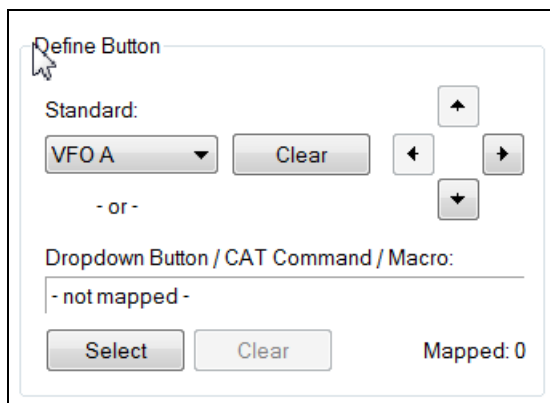 Define Button
Standard:
VFO A Clear
- or -
Dropdown Button / CAT Command / Macro:
- not mapped -
Select Clear Mapped: 0